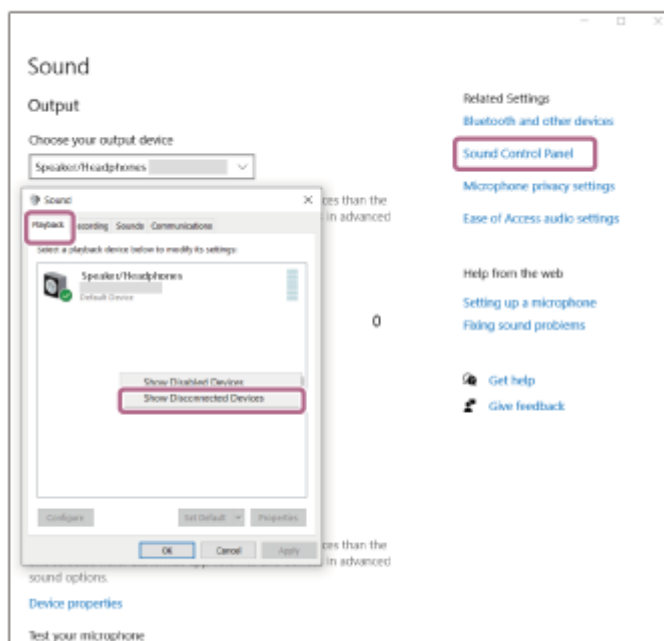 Sound
Output
Choose your output device
Speaker/Headphones
Sound
Playback
Recording
Sounds
Communications
Select a playback device below to modify its settings:
Speaker/Headphones
Default Device
Show Disabled Devices
Show Disconnected Devices
Configure
Set Default
Properties
OK
Cancel
Apply
ces than the
in advanced
0
ces than the
in advanced
sound options.
Device properties
Test your microphone
Related Settings
Bluetooth and other devices
Sound Control Panel
Microphone privacy settings
Ease of Access audio settings
Help from the web
Setting up a microphone
Fixing sound problems
Get help
Give feedback